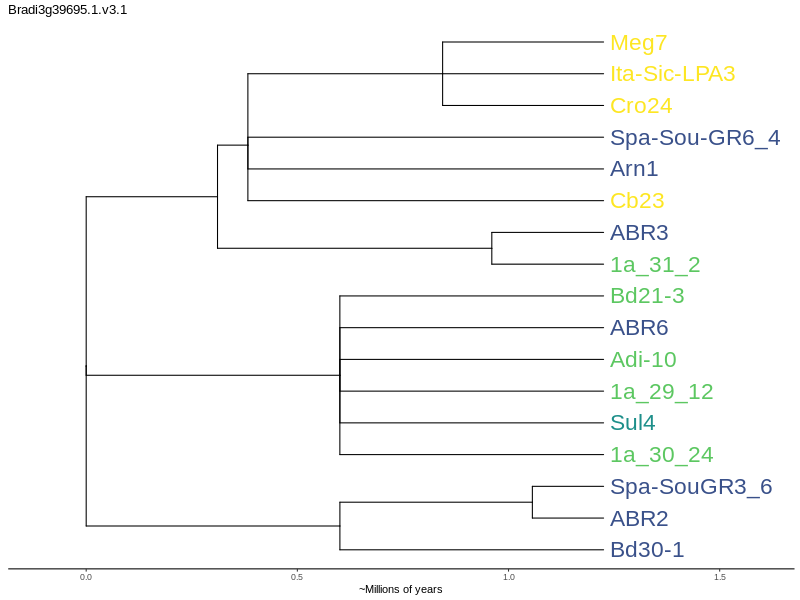 Bradi3g39695.1.v3.1
Meg7
Ita-Sic-LPA3
Cro24
Spa-Sou-GR6_4
Arn1
Cb23
ABR3
1a_31_2
Bd21-3
ABR6
Adi-10
1a_29_12
Sul4
1a_30_24
Spa-SouGR3_6
ABR2
Bd30-1
0.0 0.5 1.0 1.5
~Millions of years